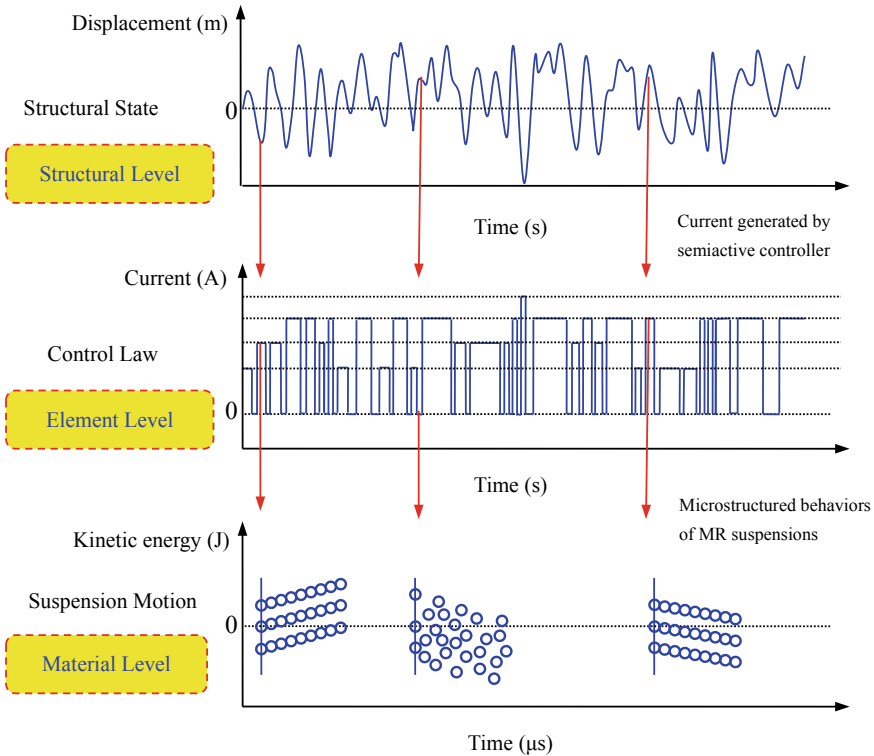 Displacement (m)
Structural State
0
Structural Level
Time (s)
Current generated by
semiactive controller
Current (A)
Control Law
0
Element Level
Time (s)
Microstructured behaviors
of MR suspensions
Kinetic energy (J)
Suspension Motion
0
Material Level
Time (μs)